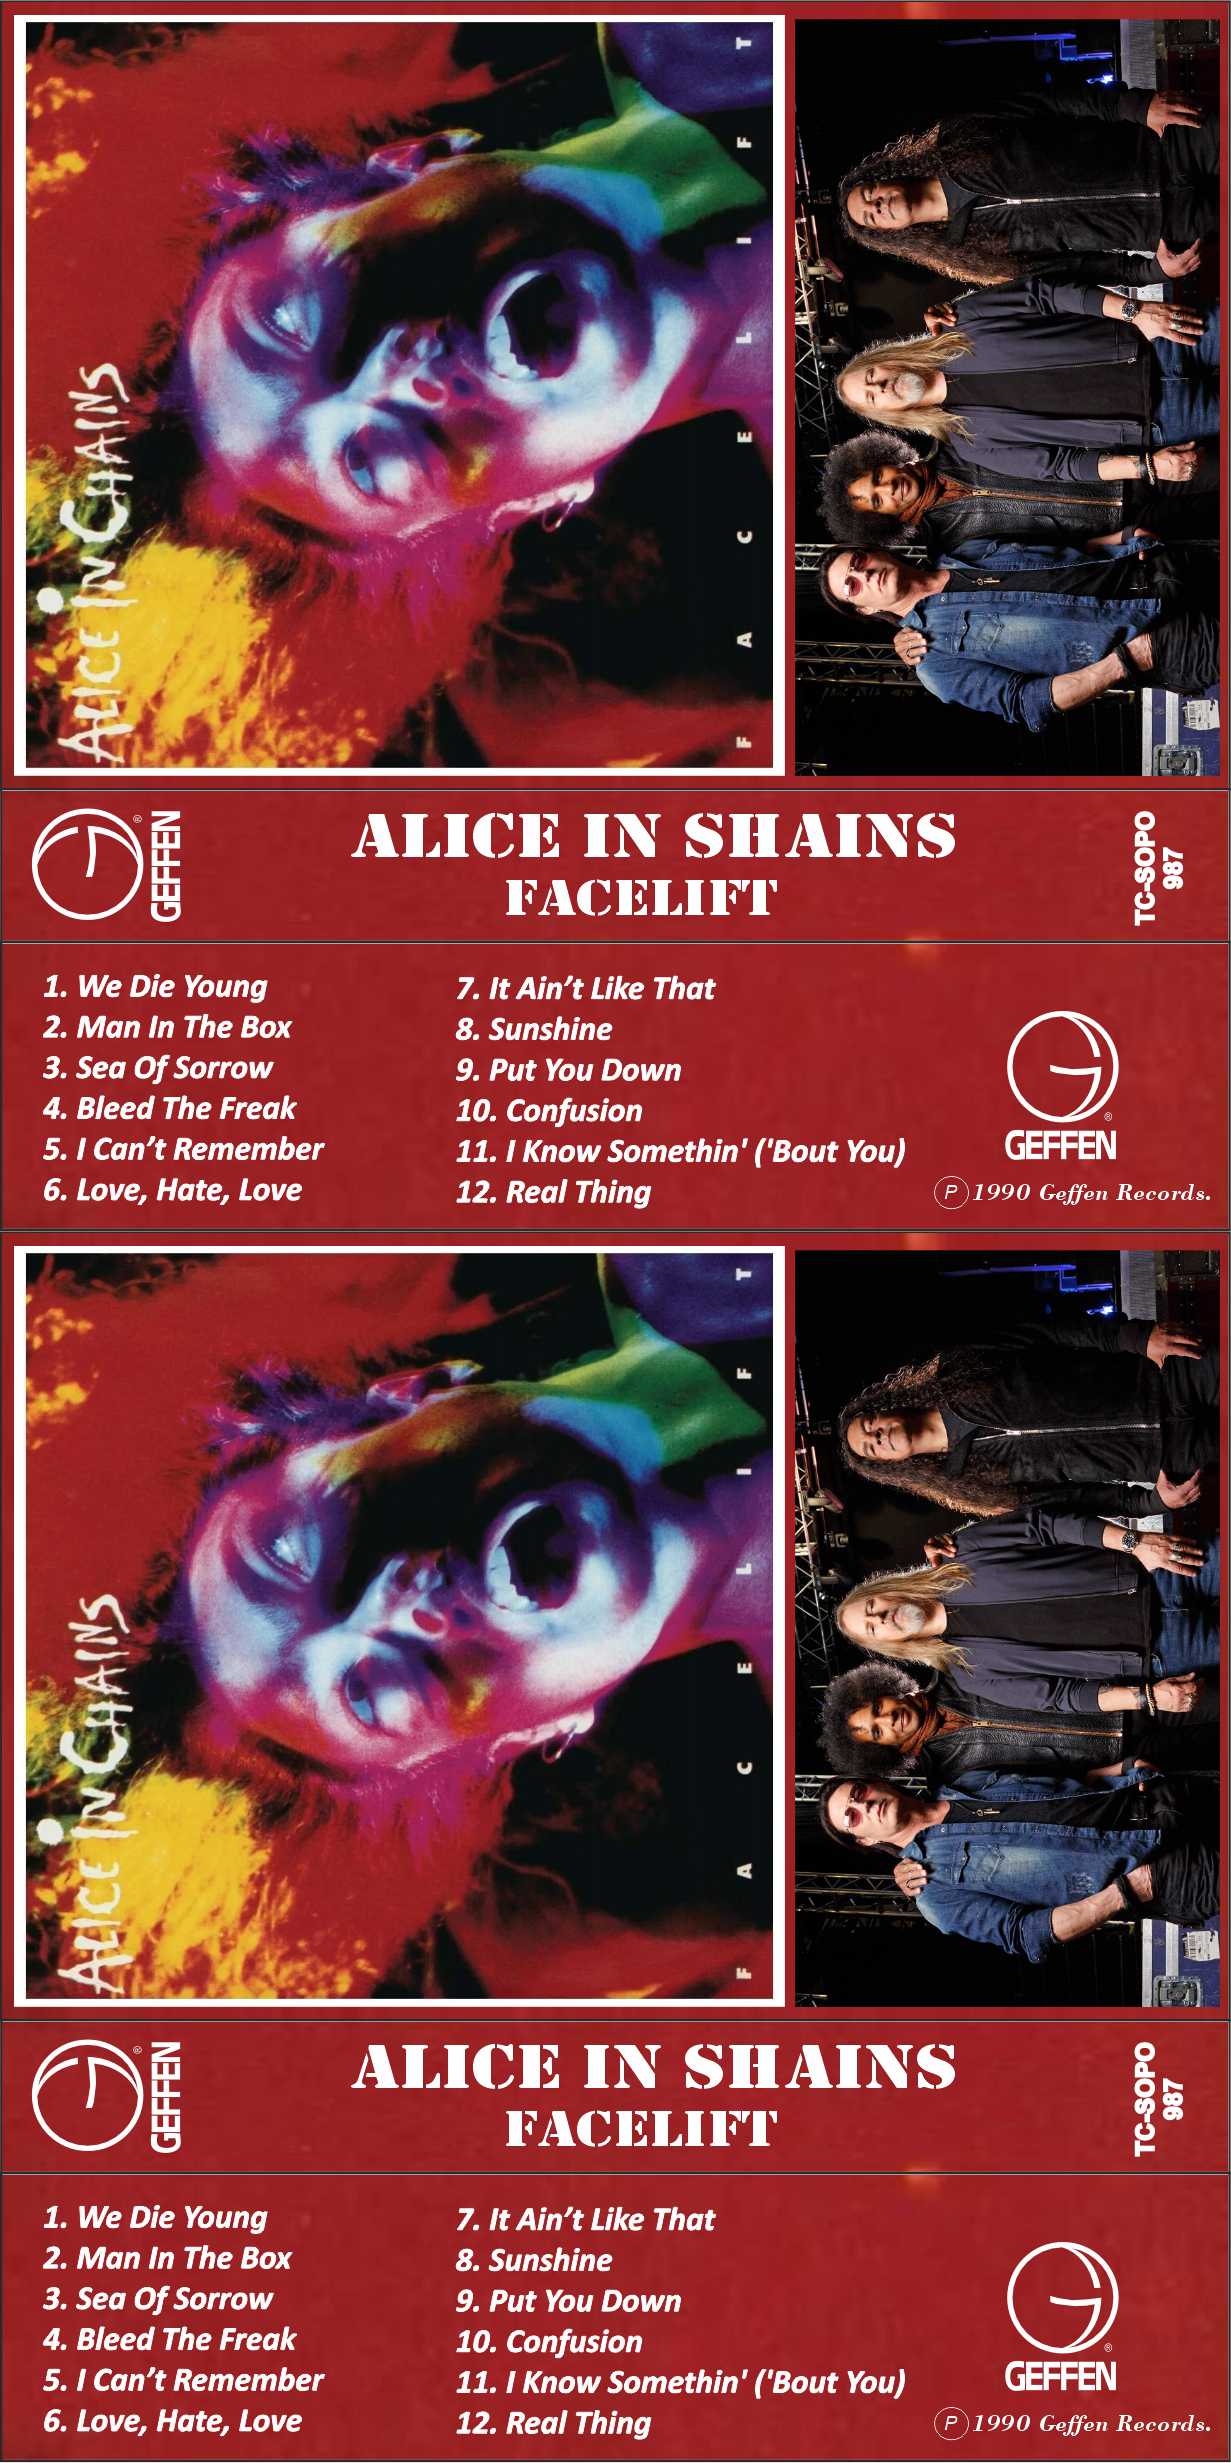 ALICE IN CHAINS
F A C E L I F T
GEFFEN
®
ALICE IN SHAINS
FACELIFT
TC-SOPO
987
1. We Die Young
2. Man In The Box
3. Sea Of Sorrow
4. Bleed The Freak
5. I Can’t Remember
6. Love, Hate, Love
7. It Ain’t Like That
8. Sunshine
9. Put You Down
10. Confusion
11. I Know Somethin' ('Bout You)
12. Real Thing
®
GEFFEN
Ⓟ 1990 Geffen Records.
ALICE IN CHAINS
F A C E L I F T
GEFFEN
®
ALICE IN SHAINS
FACELIFT
TC-SOPO
987
1. We Die Young
2. Man In The Box
3. Sea Of Sorrow
4. Bleed The Freak
5. I Can’t Remember
6. Love, Hate, Love
7. It Ain’t Like That
8. Sunshine
9. Put You Down
10. Confusion
11. I Know Somethin' ('Bout You)
12. Real Thing
®
GEFFEN
Ⓟ 1990 Geffen Records.